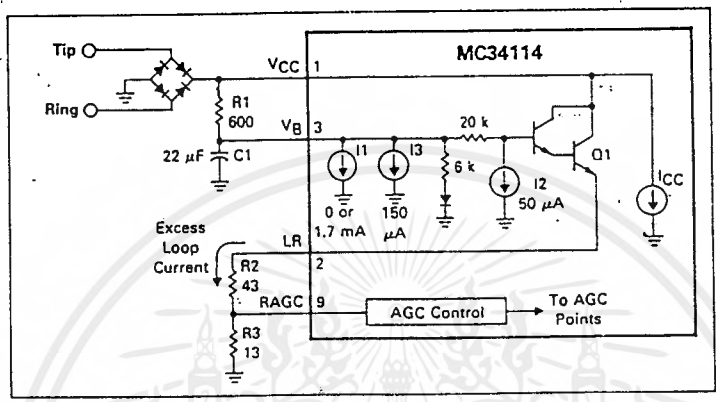 MC34114
Tip
Ring
VCC 1
R1
600
VB 3
22 μF C1
I1
0 or
1.7 mA
I3
150
μA
6 k
20 k
I2
50 μA
Q1
ICC
Excess
Loop
Current
LR
2
R2
43
RAGC 9
R3
13
AGC Control
To AGC
Points